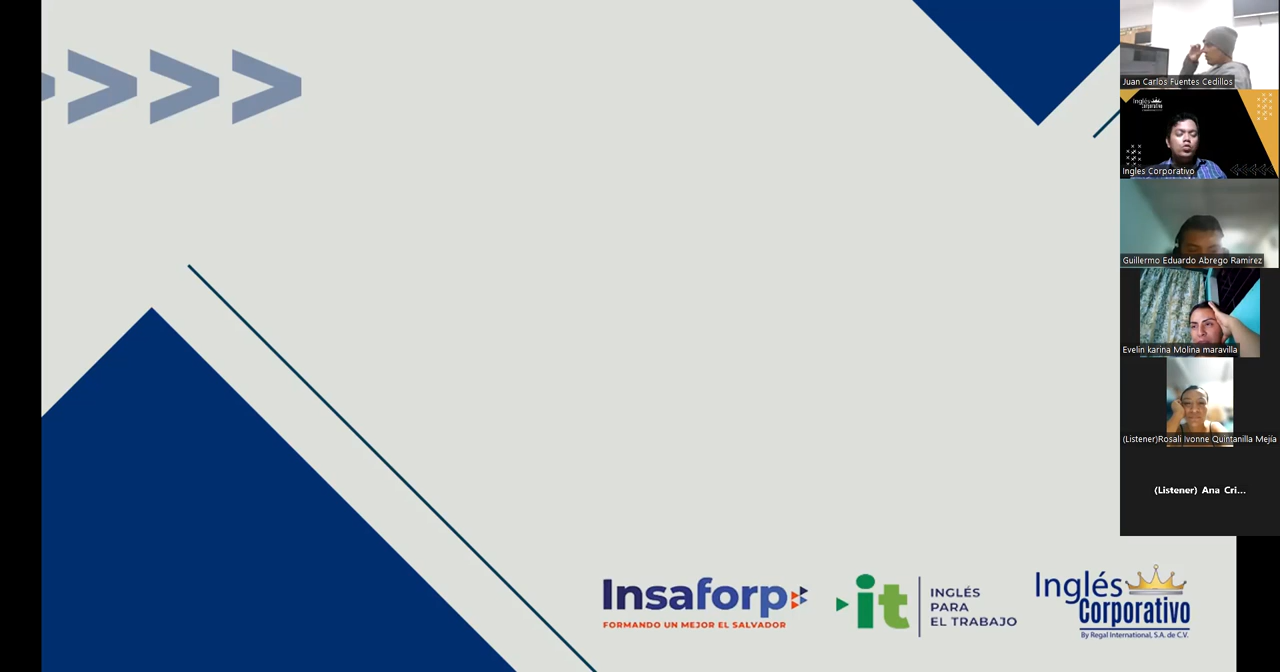 Juan Carlos Fuentes Cedillos
Inglés
Corporativo
Ingles Corporativo
Guillermo Eduardo Abrego Ramirez
Evelin karina Molina maravilla
(Listener)Rosali Ivonne Quintanilla Mejía
(Listener) Ana Cri...
Insaforp
FORMANDO UN MEJOR EL SALVADOR
it
INGLÉS
PARA
EL TRABAJO
Inglés
Corporativo
By Regal International, S.A. de C.V.